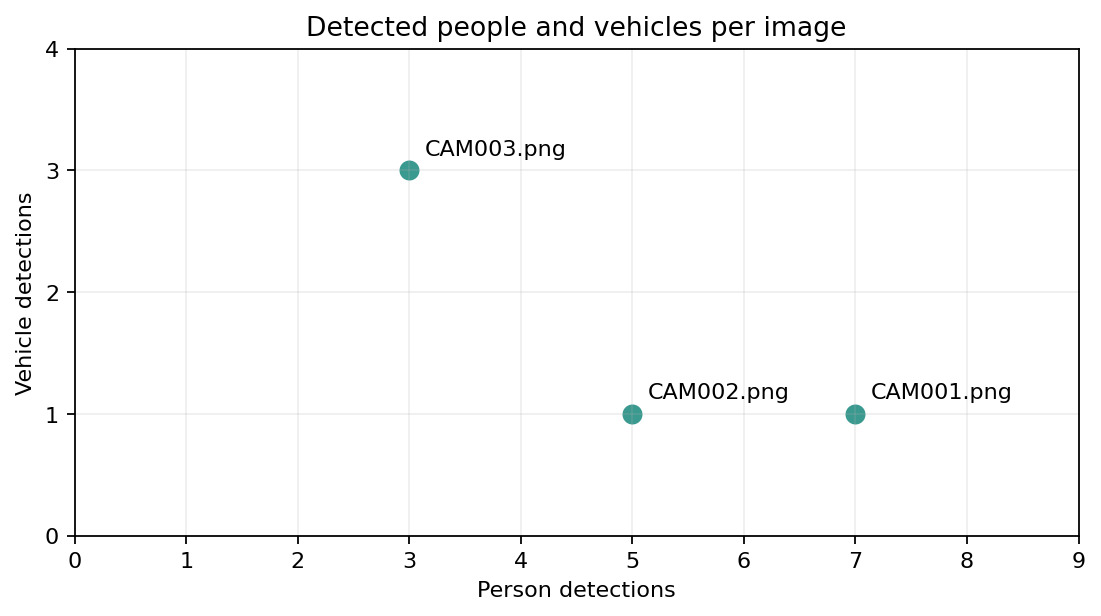 Detected people and vehicles per image
4
3
2
1
0
Vehicle detections
CAM003.png
CAM002.png
CAM001.png
0 1 2 3 4 5 6 7 8 9
Person detections